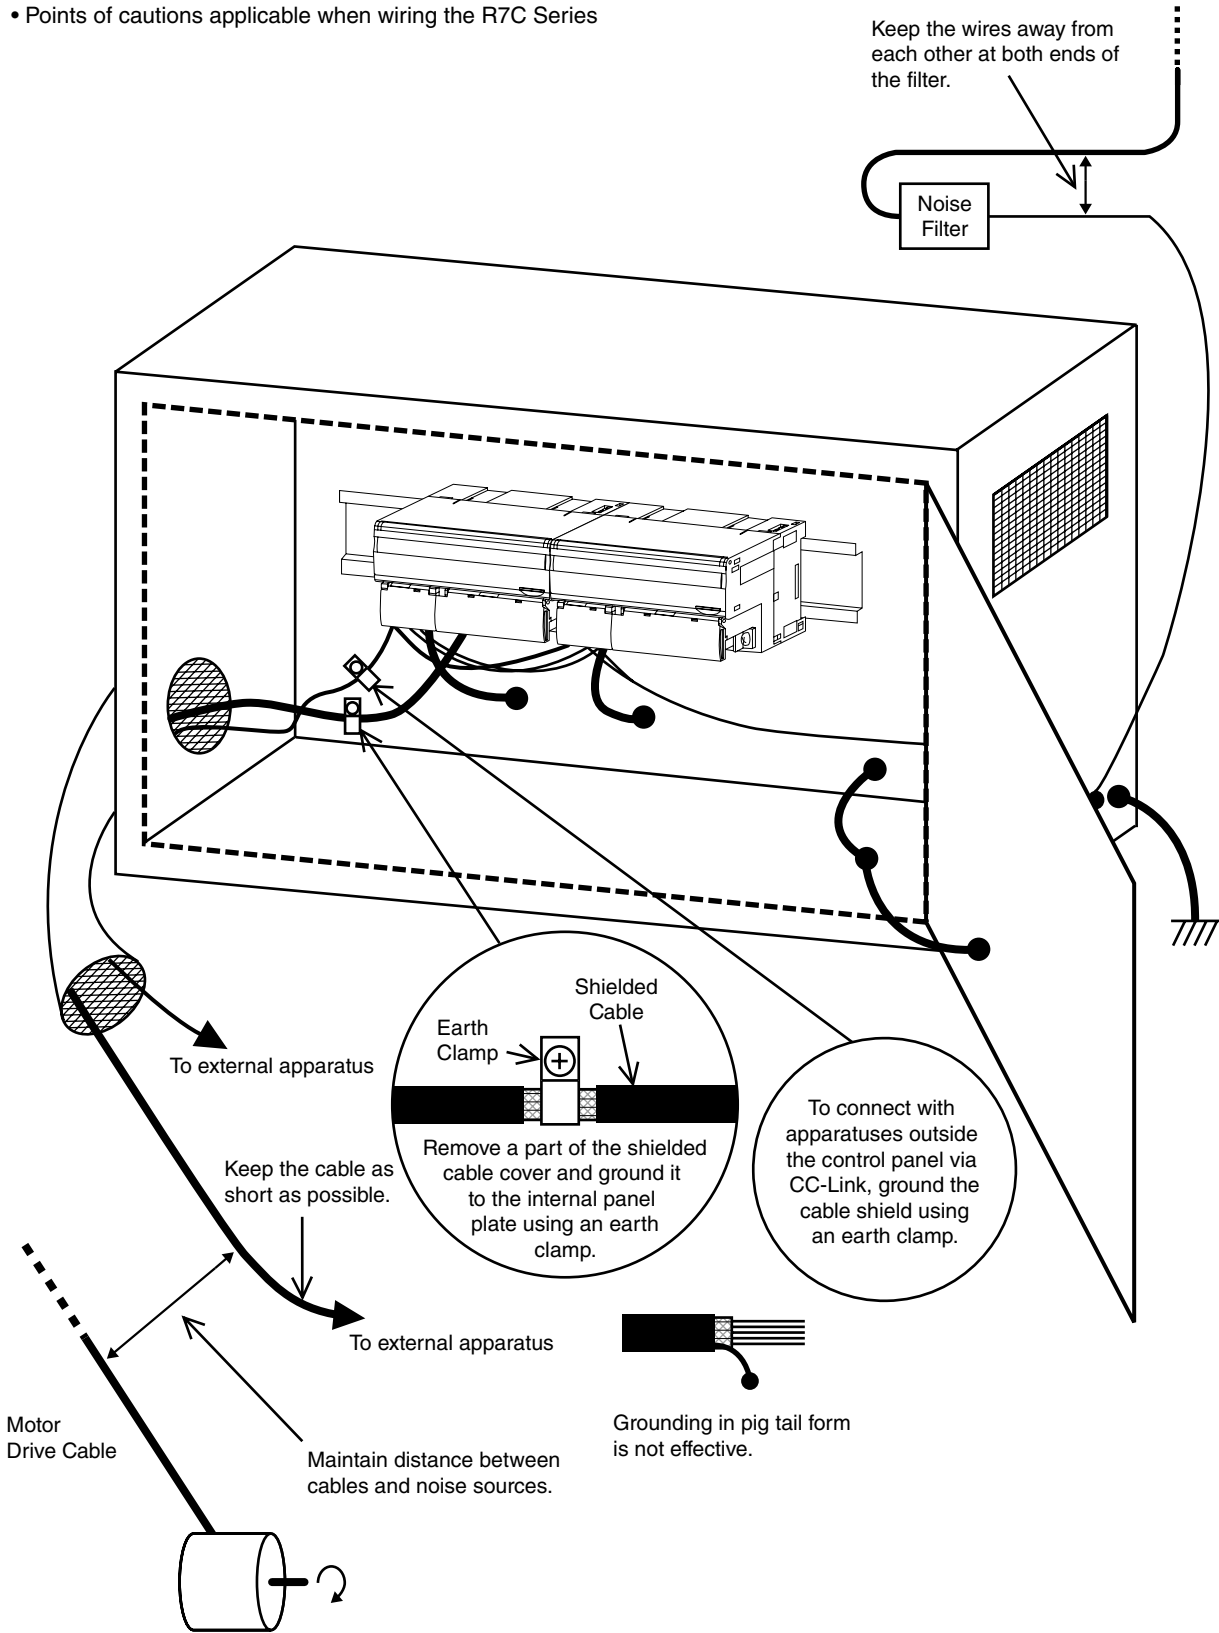 • Points of cautions applicable when wiring the R7C Series
Keep the wires away from
each other at both ends of
the filter.
Noise
Filter
Shielded
Cable
Earth
Clamp
Remove a part of the shielded
cable cover and ground it
to the internal panel
plate using an earth
clamp.
To connect with
apparatuses outside
the control panel via
CC-Link, ground the
cable shield using
an earth clamp.
To external apparatus
Keep the cable as
short as possible.
To external apparatus
Grounding in pig tail form
is not effective.
Motor
Drive Cable
Maintain distance between
cables and noise sources.